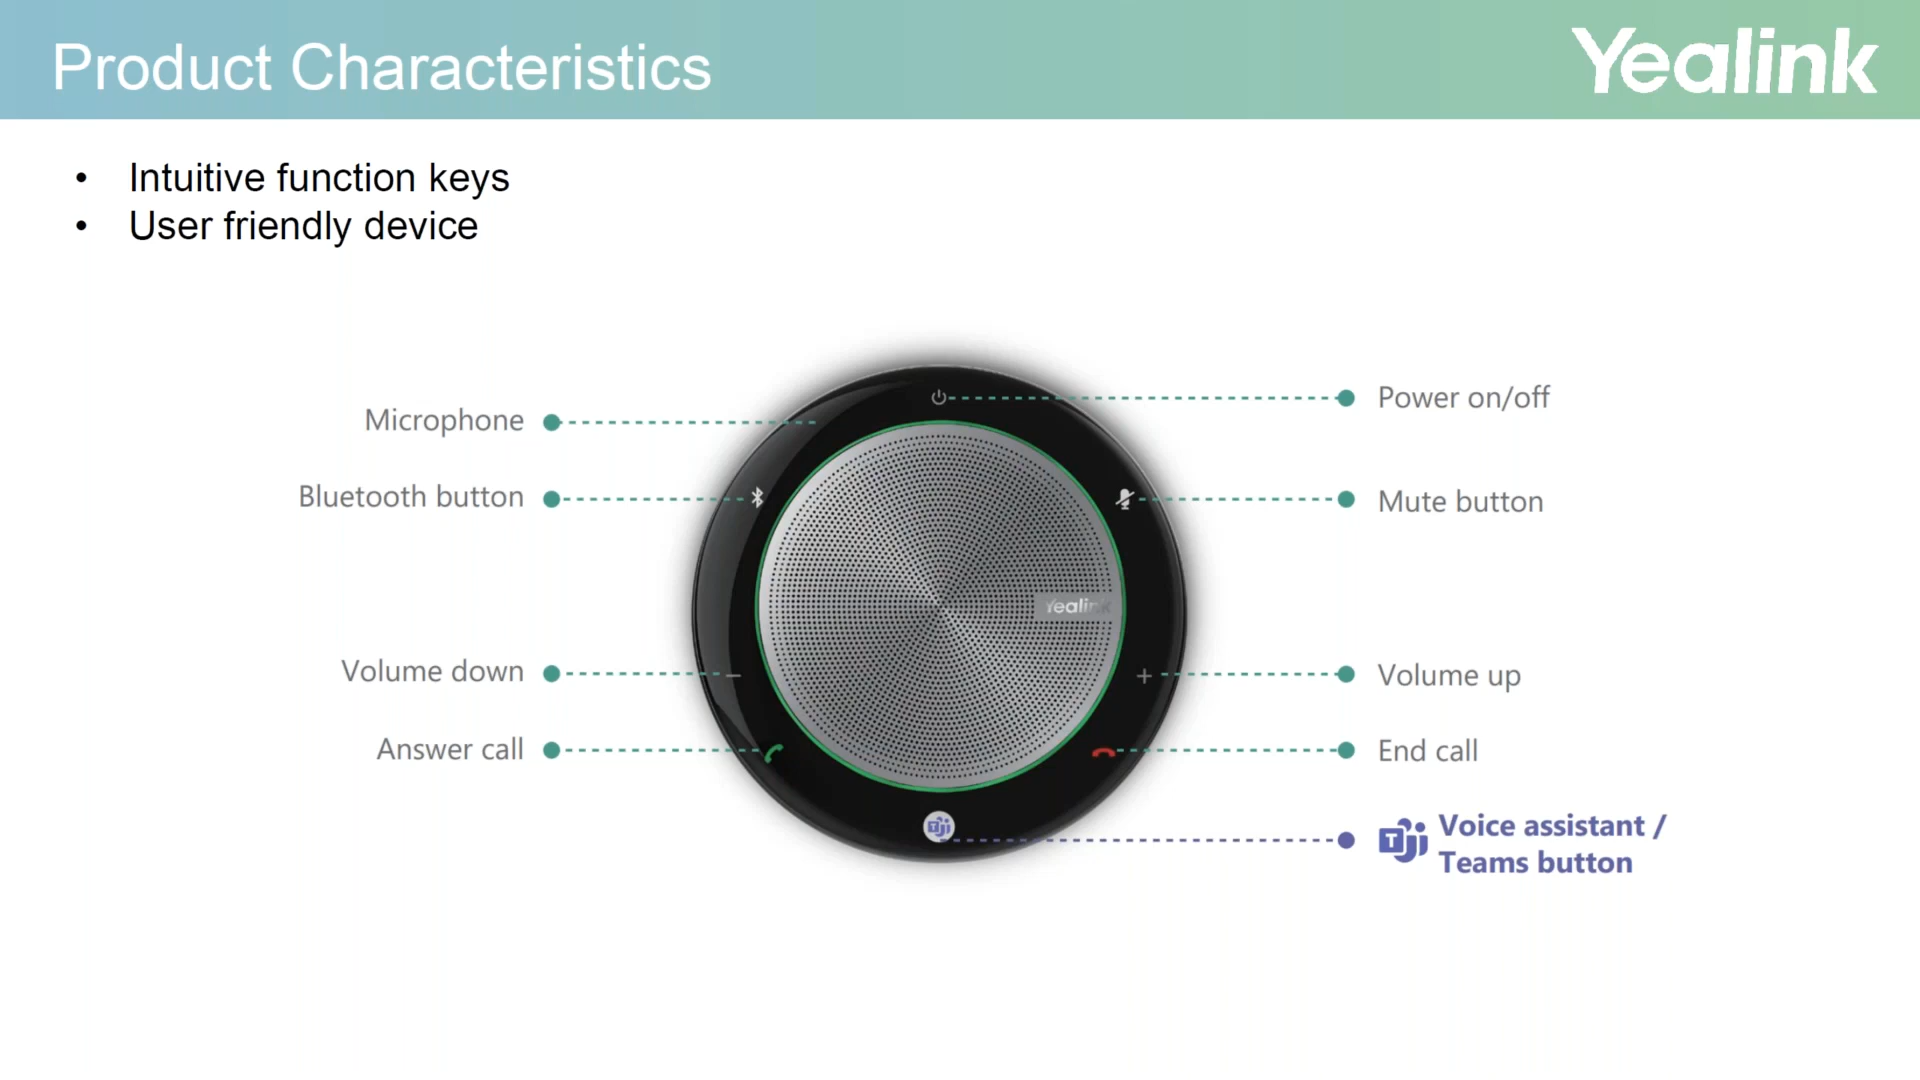 Product Characteristics
Yealink
• Intuitive function keys
• User friendly device
Microphone
Power on/off
Bluetooth button
Mute button
Yealink
Volume down
Volume up
Answer call
End call
Voice assistant /
Teams button